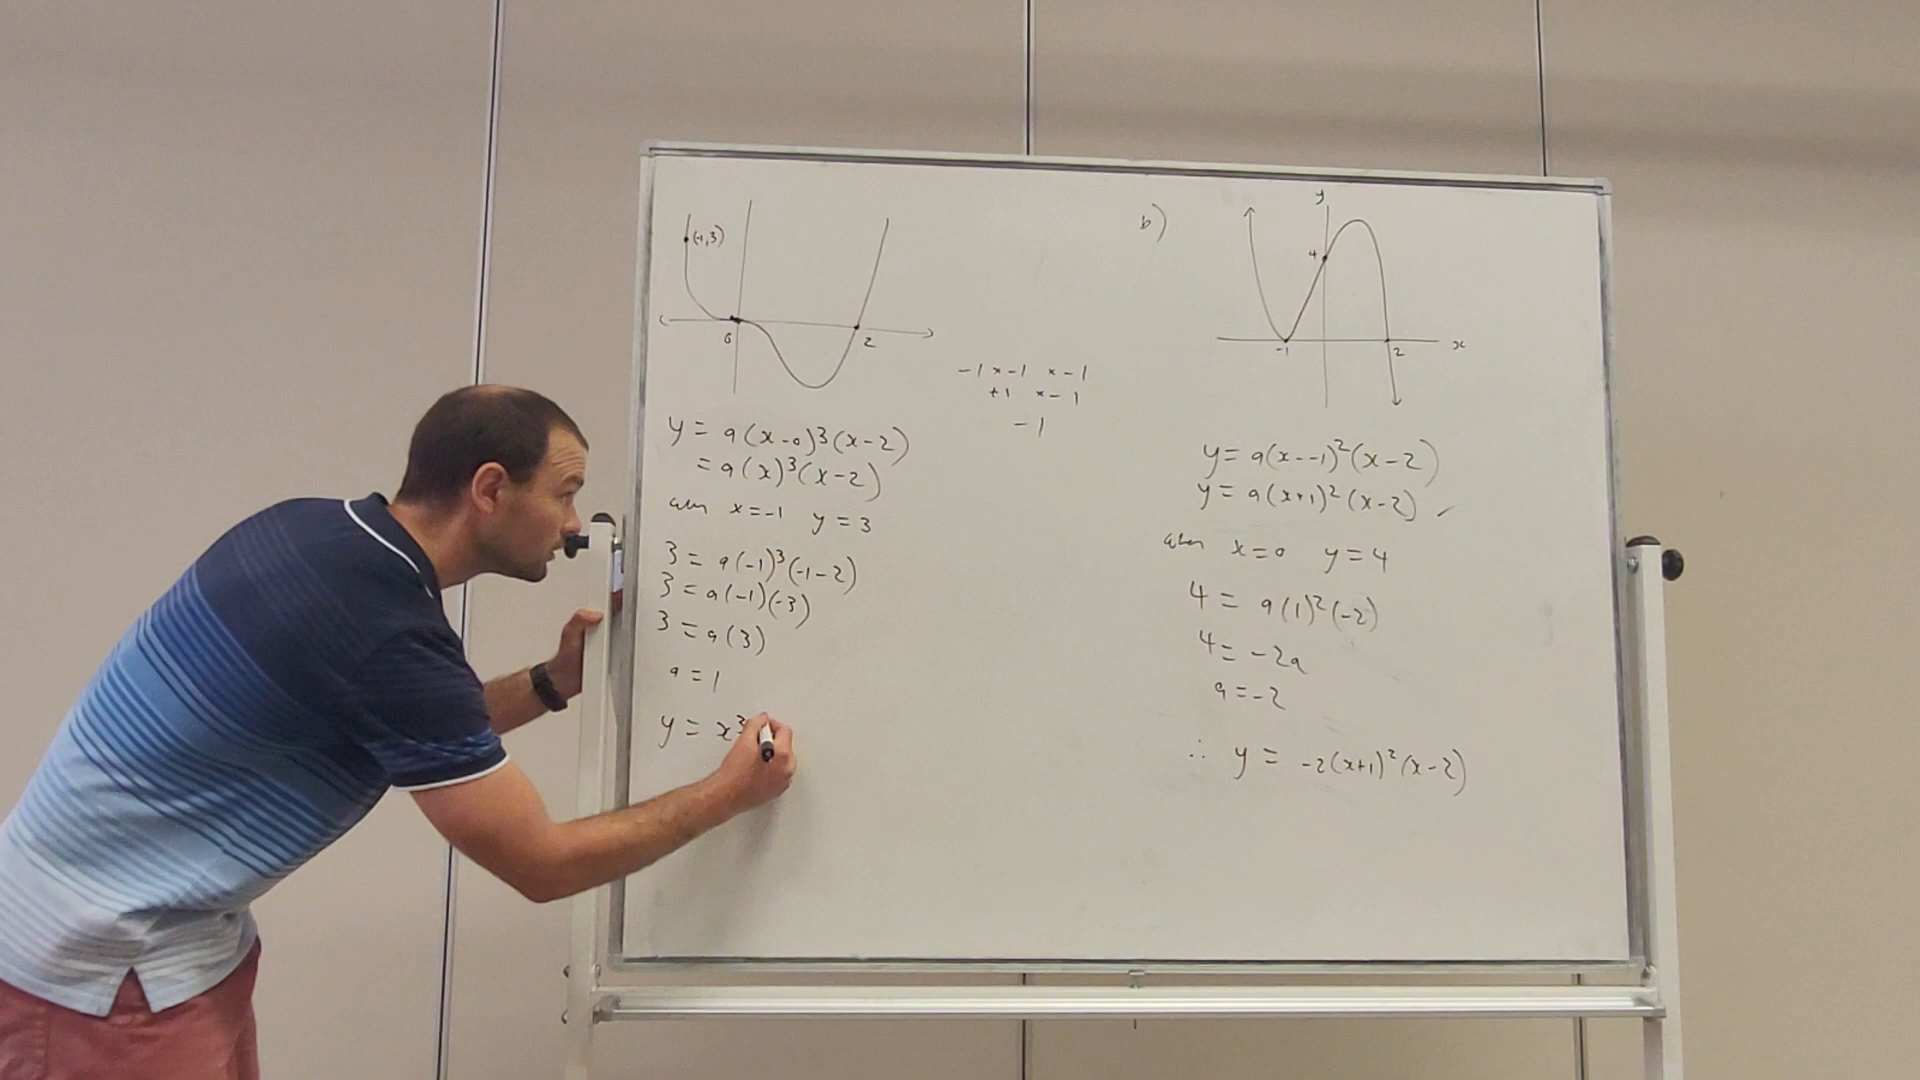 (-1,3)
0
2
y = a(x-0)³(x-2)
= a(x)³(x-2)
when x=-1 y=3
3 = a(-1)³(-1-2)
3 = a(-1)(-3)
3 = a(3)
a = 1
y = x³
-1 × -1 × -1
+1 × -1
-1
b)
y
4
-1
2
x
y = a(x--1)²(x-2)
y = a(x+1)²(x-2)
when x=0 y=4
4 = a(1)²(-2)
4 = -2a
a = -2
∴ y = -2(x+1)²(x-2)